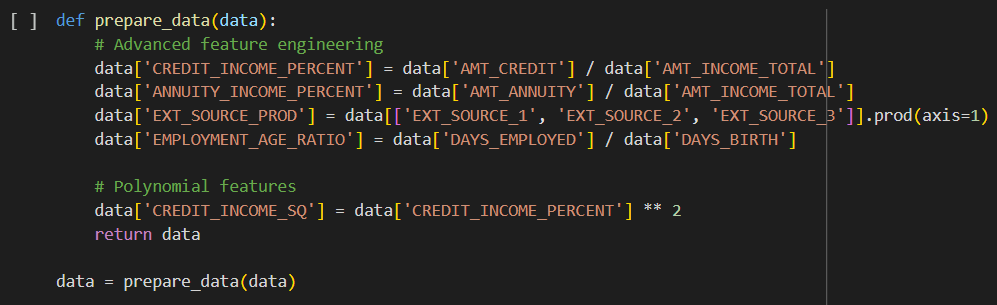 [ ] def prepare_data(data):
    # Advanced feature engineering
    data['CREDIT_INCOME_PERCENT'] = data['AMT_CREDIT'] / data['AMT_INCOME_TOTAL']
    data['ANNUITY_INCOME_PERCENT'] = data['AMT_ANNUITY'] / data['AMT_INCOME_TOTAL']
    data['EXT_SOURCE_PROD'] = data[['EXT_SOURCE_1', 'EXT_SOURCE_2', 'EXT_SOURCE_3']].prod(axis=1)
    data['EMPLOYMENT_AGE_RATIO'] = data['DAYS_EMPLOYED'] / data['DAYS_BIRTH']

    # Polynomial features
    data['CREDIT_INCOME_SQ'] = data['CREDIT_INCOME_PERCENT'] ** 2
    return data

data = prepare_data(data)